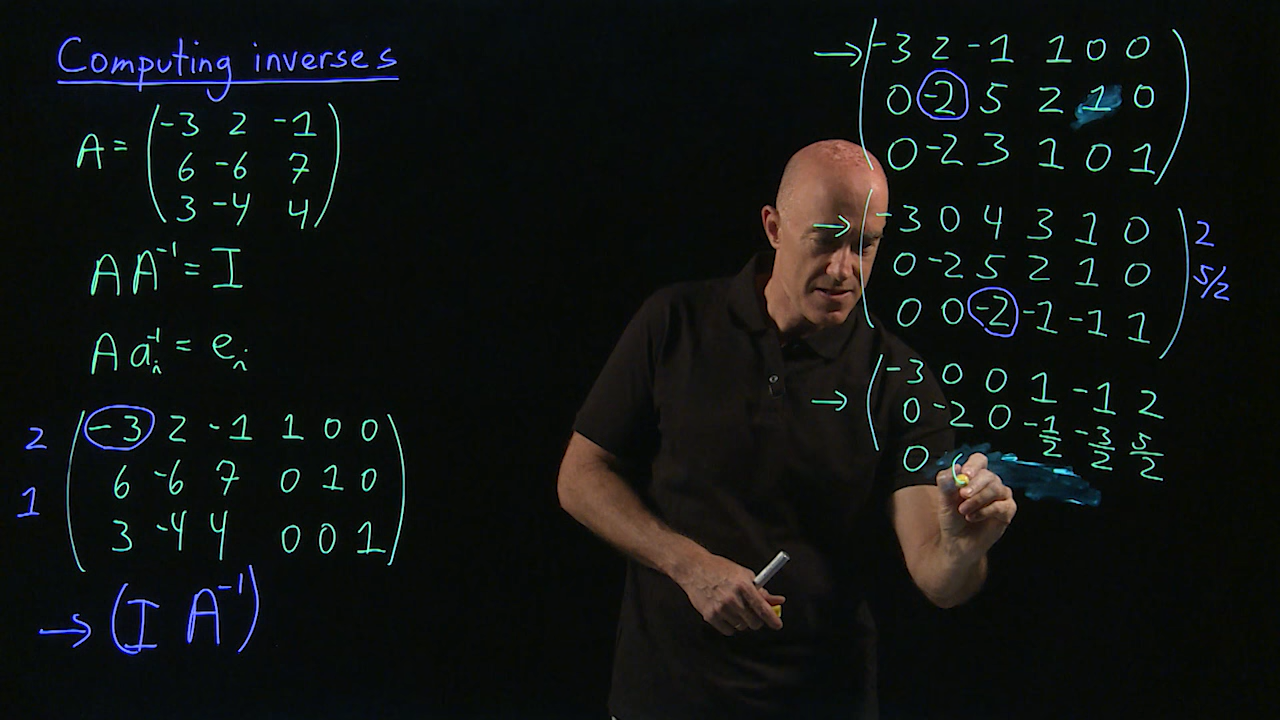 Computing inverses
A = (-3 2 -1
6 -6 7
3 -4 4)
A A⁻¹ = I
A aᵢ⁻¹ = eᵢ
2 (-3 2 -1 1 0 0
1 6 -6 7 0 1 0
3 -4 4 0 0 1)
→ (I A⁻¹)
→ (-3 2 -1 1 0 0
0 -2 5 2 1 0
0 -2 3 1 0 1)
→ (-3 0 4 3 1 0) 2
0 -2 5 2 1 0 5/2
0 0 -2 -1 -1 1
→ (-3 0 0 1 -1 2
0 -2 0 -1/2 -3/2 5/2
0